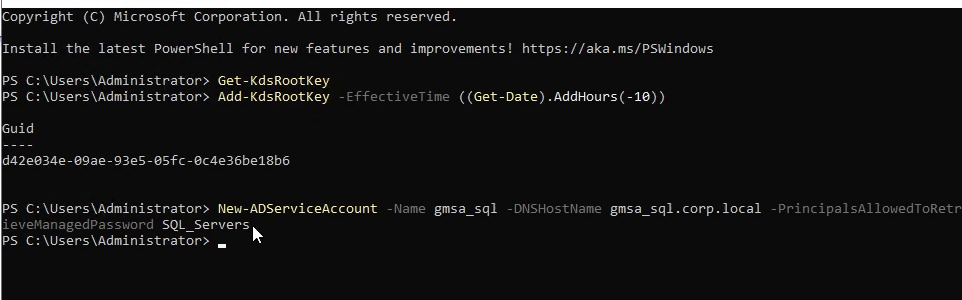 Copyright (C) Microsoft Corporation. All rights reserved.
Install the latest PowerShell for new features and improvements! https://aka.ms/PSWindows
PS C:\Users\Administrator> Get-KdsRootKey
PS C:\Users\Administrator> Add-KdsRootKey -EffectiveTime ((Get-Date).AddHours(-10))
Guid
----
d42e034e-09ae-93e5-05fc-0c4e36be18b6
PS C:\Users\Administrator> New-ADServiceAccount -Name gmsa_sql -DNSHostName gmsa_sql.corp.local -PrincipalsAllowedToRetr
ieveManagedPassword SQL_Servers
PS C:\Users\Administrator>